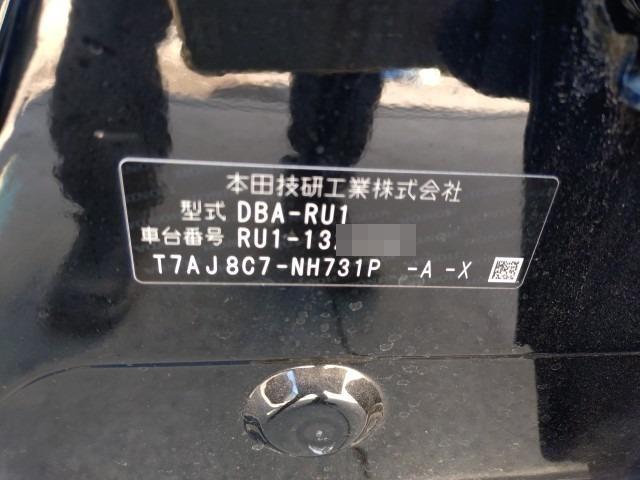 本田技研工業株式会社
型式 DBA-RU1
車台番号 RU1-13
T7AJ8C7-NH731P -A -X